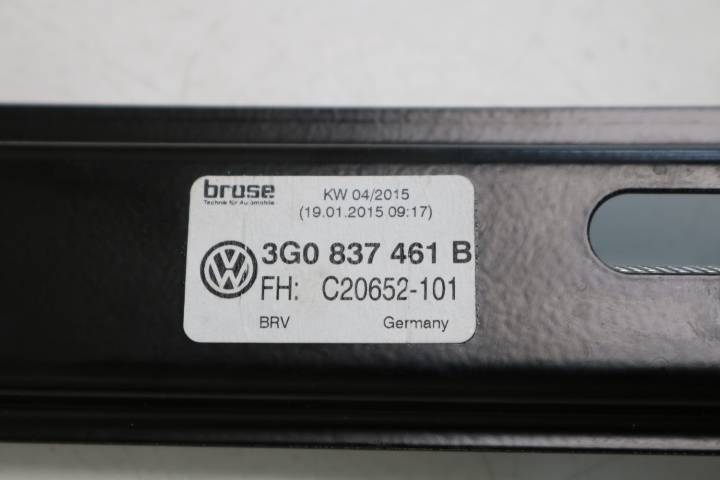 brose
Technik für Automobile
KW 04/2015
(19.01.2015 09:17)
3G0 837 461 B
FH: C20652-101
BRV Germany